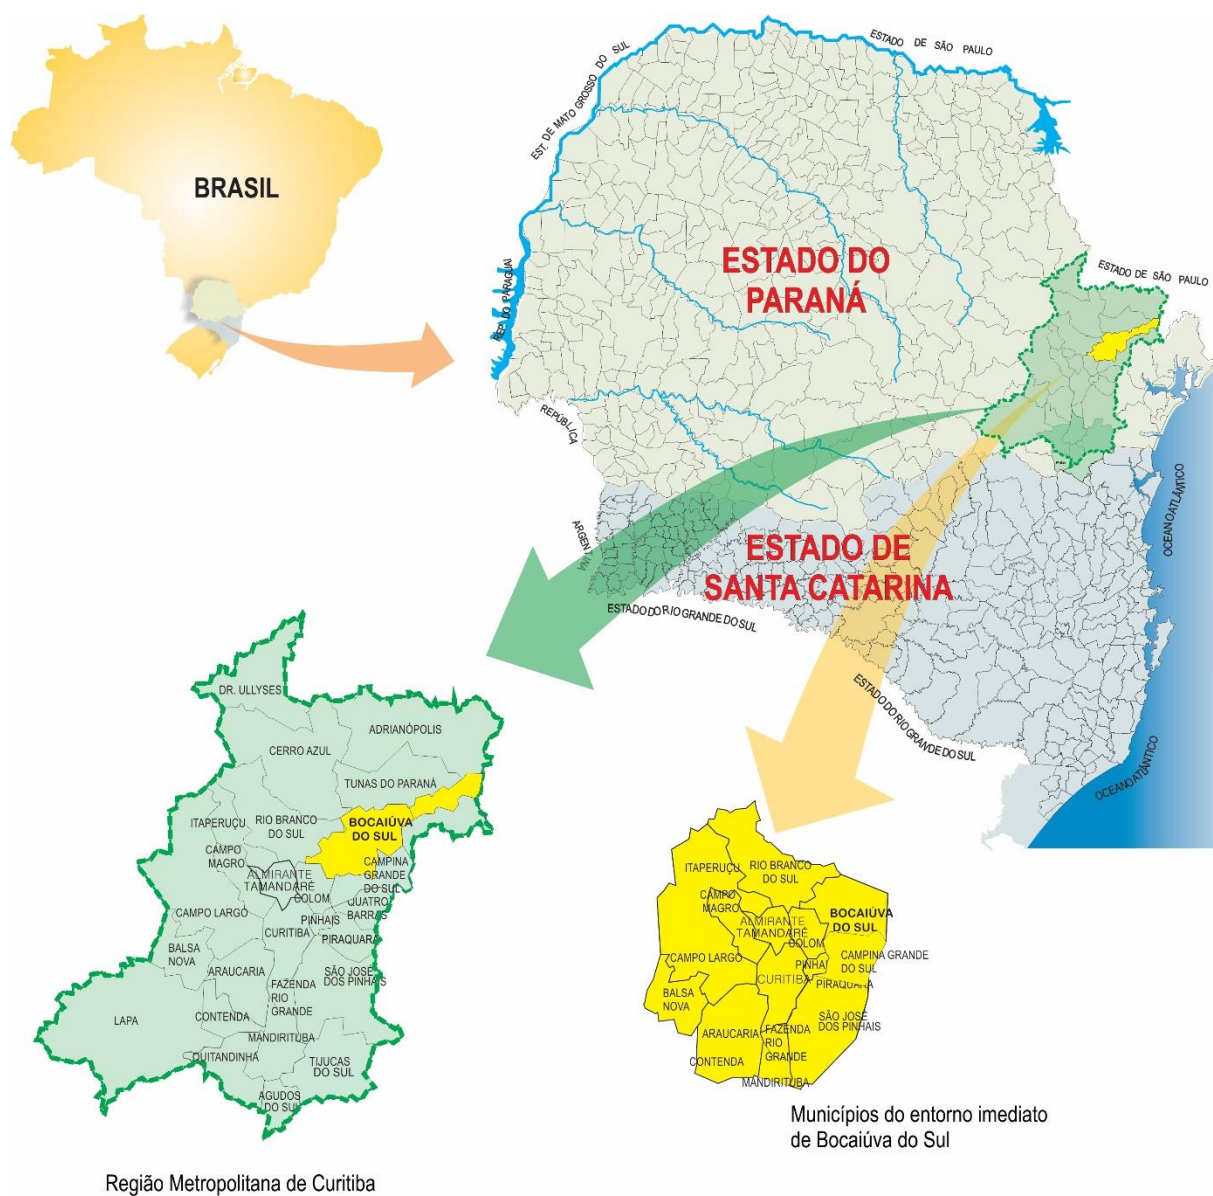 BRASIL
ESTADO DE SÃO PAULO
EST. DE MATO GROSSO DO SUL
REP. DO PARAGUAI
ESTADO DO
PARANÁ
ESTADO DE SÃO PAULO
REPÚBLICA
ARGENTINA
ESTADO DE
SANTA CATARINA
ESTADO DO RIO GRANDE DO SUL
ESTADO DO RIO GRANDE DO SUL
OCEANO ATLÂNTICO
OCEANO ATLÂNTICO
DR. ULLYSES
ADRIANÓPOLIS
CERRO AZUL
TUNAS DO PARANÁ
ITAPERUÇU
RIO BRANCO
DO SUL
BOCAIÚVA
DO SUL
CAMPO
MAGRO
ALMIRANTE
TAMANDARÉ
CAMPINA
GRANDE
DO SUL
COLOM
QUATRO
BARRAS
CAMPO LARGO
PINHAIS
CURITIBA
PIRAQUARA
BALSA
NOVA
ARAUCARIA
SÃO JOSÉ
DOS PINHAIS
FAZENDA
RIO
GRANDE
LAPA
CONTENDA
MANDIRITUBA
QUITANDINHA
TIJUCAS
DO SUL
AGUDOS
DO SUL
Região Metropolitana de Curitiba
ITAPERUÇU
RIO BRANCO
DO SUL
CAMPO
MAGRO
ALMIRANTE
TAMANDARÉ
BOCAIÚVA
DO SUL
COLOM
CAMPO LARGO
PINHAI
CAMPINA GRANDE
DO SUL
CURITIBA
PIRAQUARA
BALSA
NOVA
SÃO JOSÉ
DOS PINHAIS
ARAUCARIA
FAZENDA
RIO
GRANDE
CONTENDA
MANDIRITUBA
Municípios do entorno imediato
de Bocaiúva do Sul